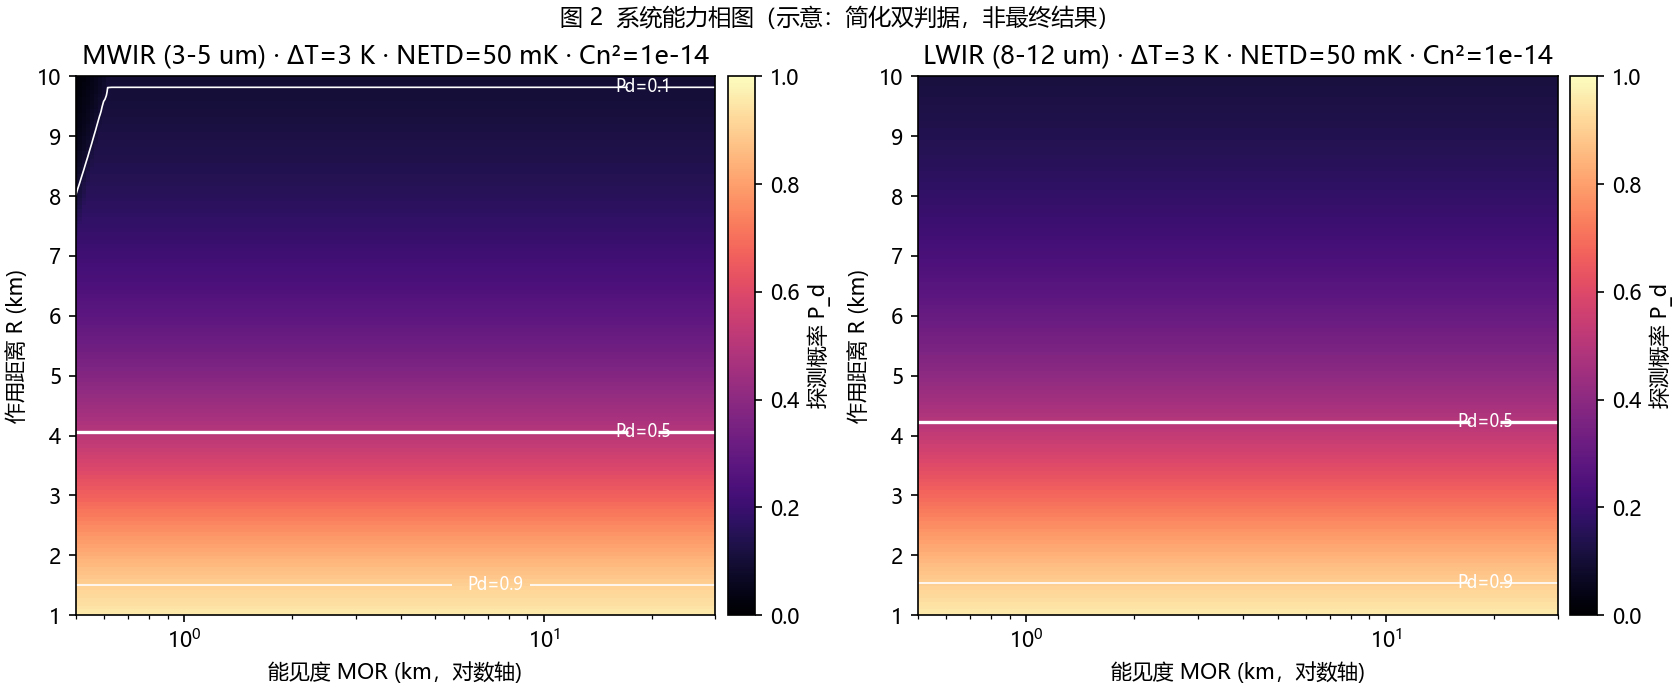 图 2  系统能力相图（示意：简化双判据，非最终结果）
MWIR (3-5 um) · ΔT=3 K · NETD=50 mK · Cn²=1e-14
10
9
8
7
6
5
4
3
2
1
作用距离 R (km)
Pd=0.1
Pd=0.5
Pd=0.9
10⁰
10¹
能见度 MOR (km，对数轴)
1.0
0.8
0.6
0.4
0.2
0.0
探测概率 P_d
LWIR (8-12 um) · ΔT=3 K · NETD=50 mK · Cn²=1e-14
10
9
8
7
6
5
4
3
2
1
作用距离 R (km)
Pd=0.5
Pd=0.9
10⁰
10¹
能见度 MOR (km，对数轴)
1.0
0.8
0.6
0.4
0.2
0.0
探测概率 P_d